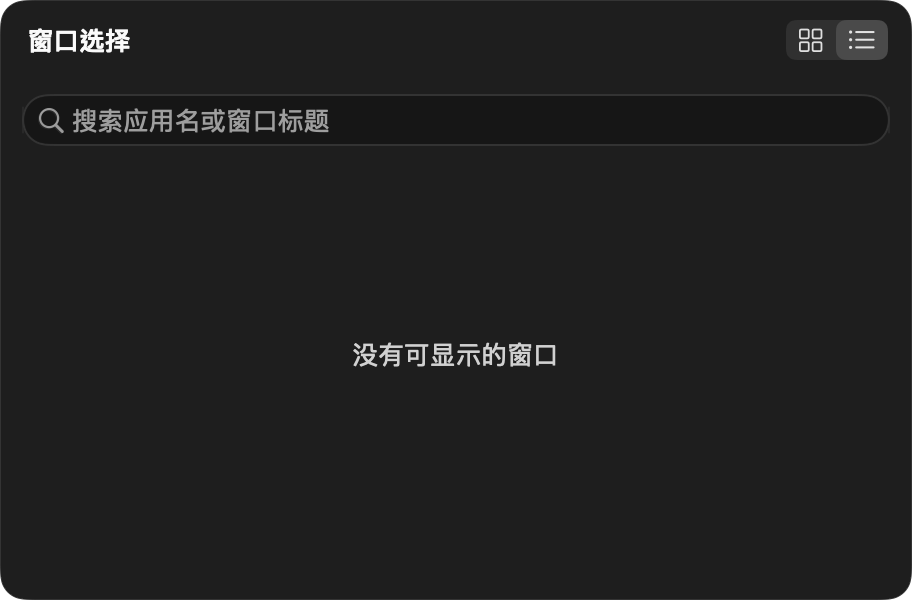 窗口选择
搜索应用名或窗口标题
没有可显示的窗口